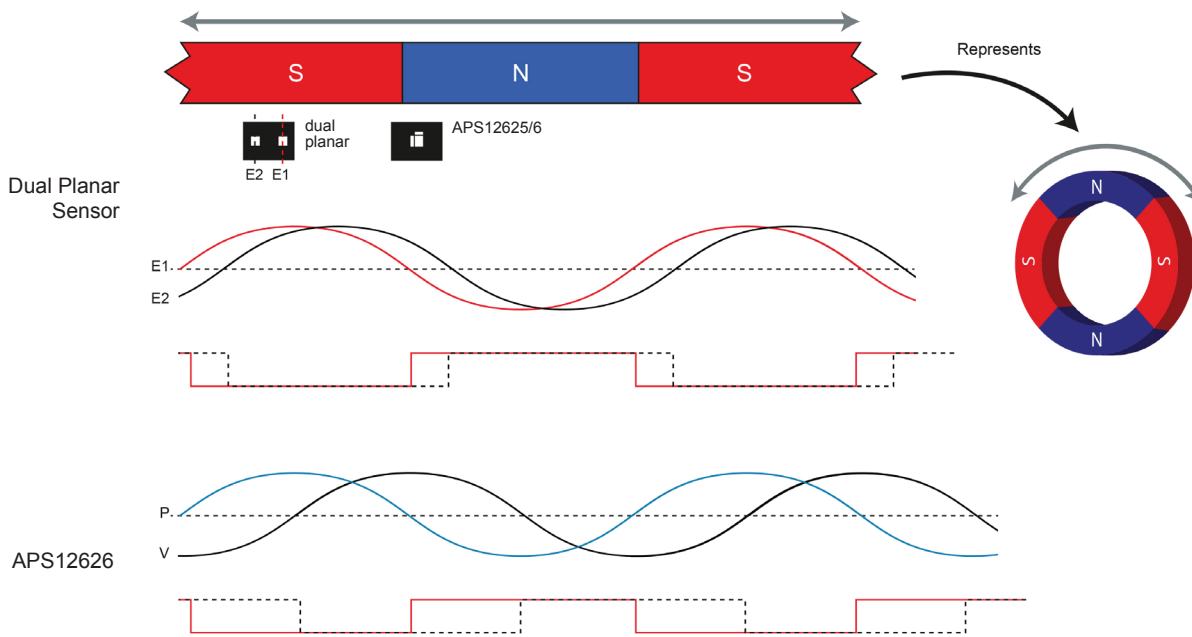 Represents
S
N
S
dual
planar
APS12625/6
E2
E1
Dual Planar
Sensor
N
S
S
N
E1
E2
P
V
APS12626